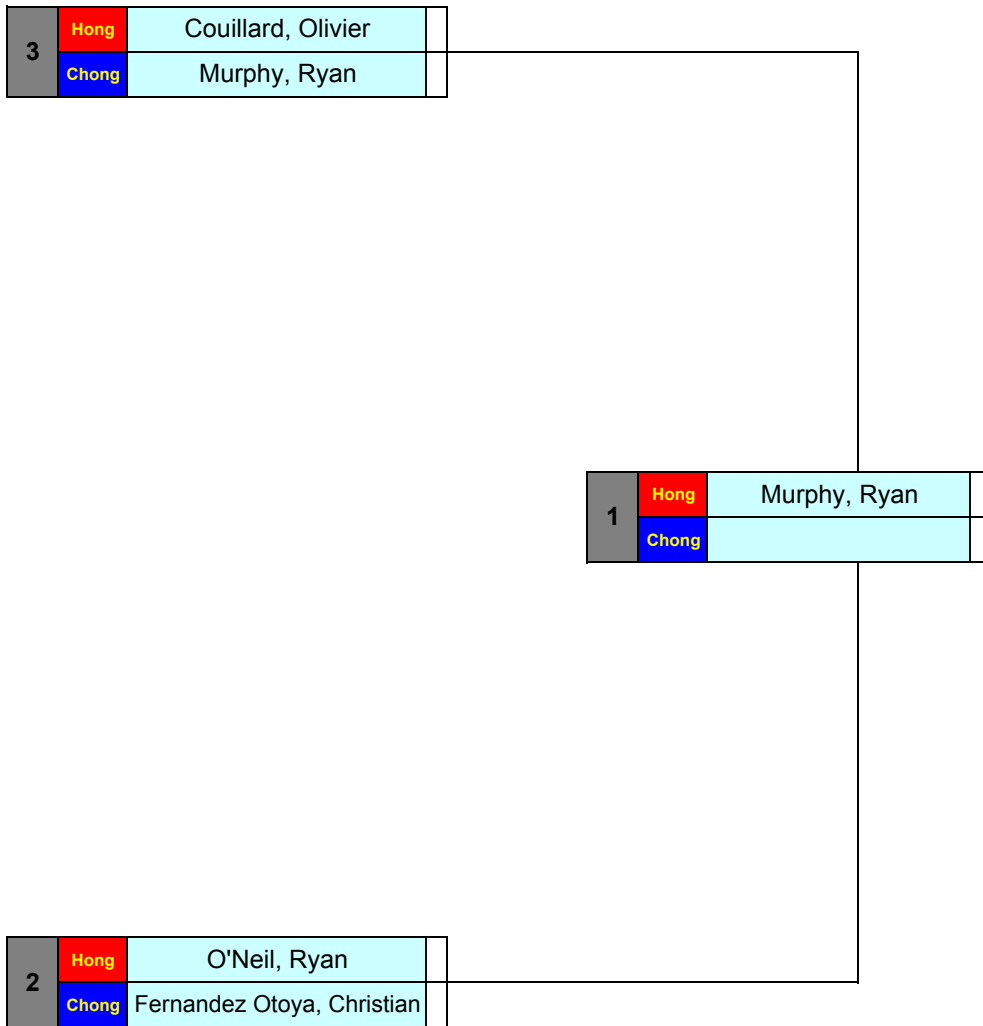 3
Hong Couillard, Olivier
Chong Murphy, Ryan
1
Hong Murphy, Ryan
Chong
2
Hong O'Neil, Ryan
Chong Fernandez Otoya, Christian